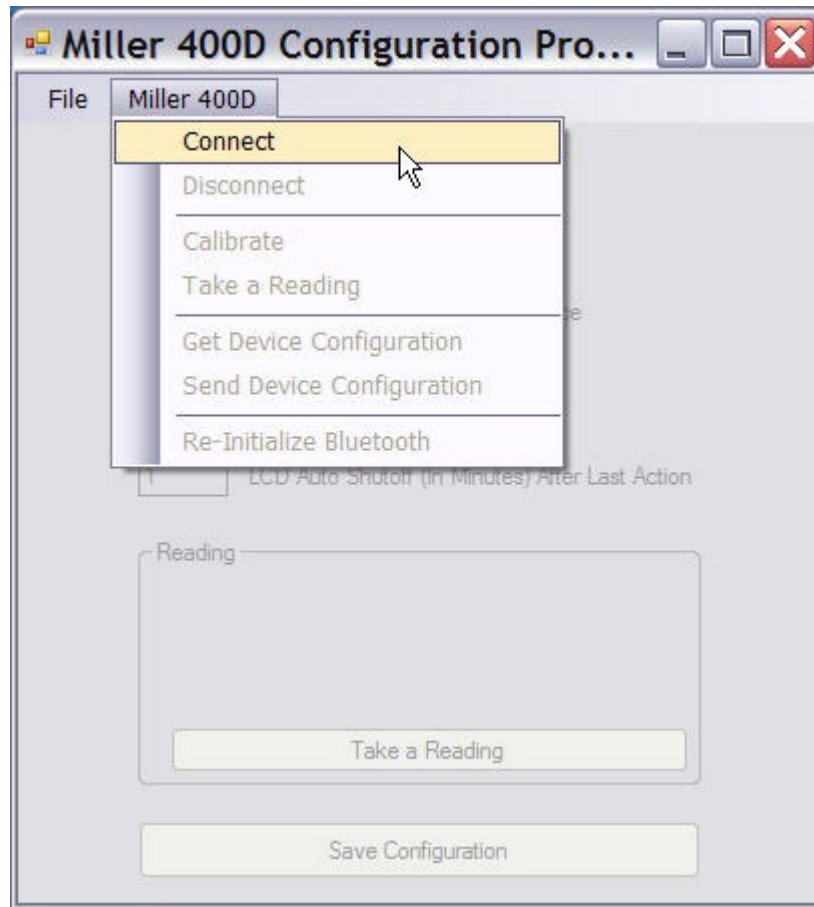 Miller 400D Configuration Pro...
File Miller 400D
Connect
Disconnect
Calibrate
Take a Reading
Get Device Configuration
Send Device Configuration
Re-Initialize Bluetooth
LCD Auto Shutoff (In Minutes) After Last Action
Reading
Take a Reading
Save Configuration